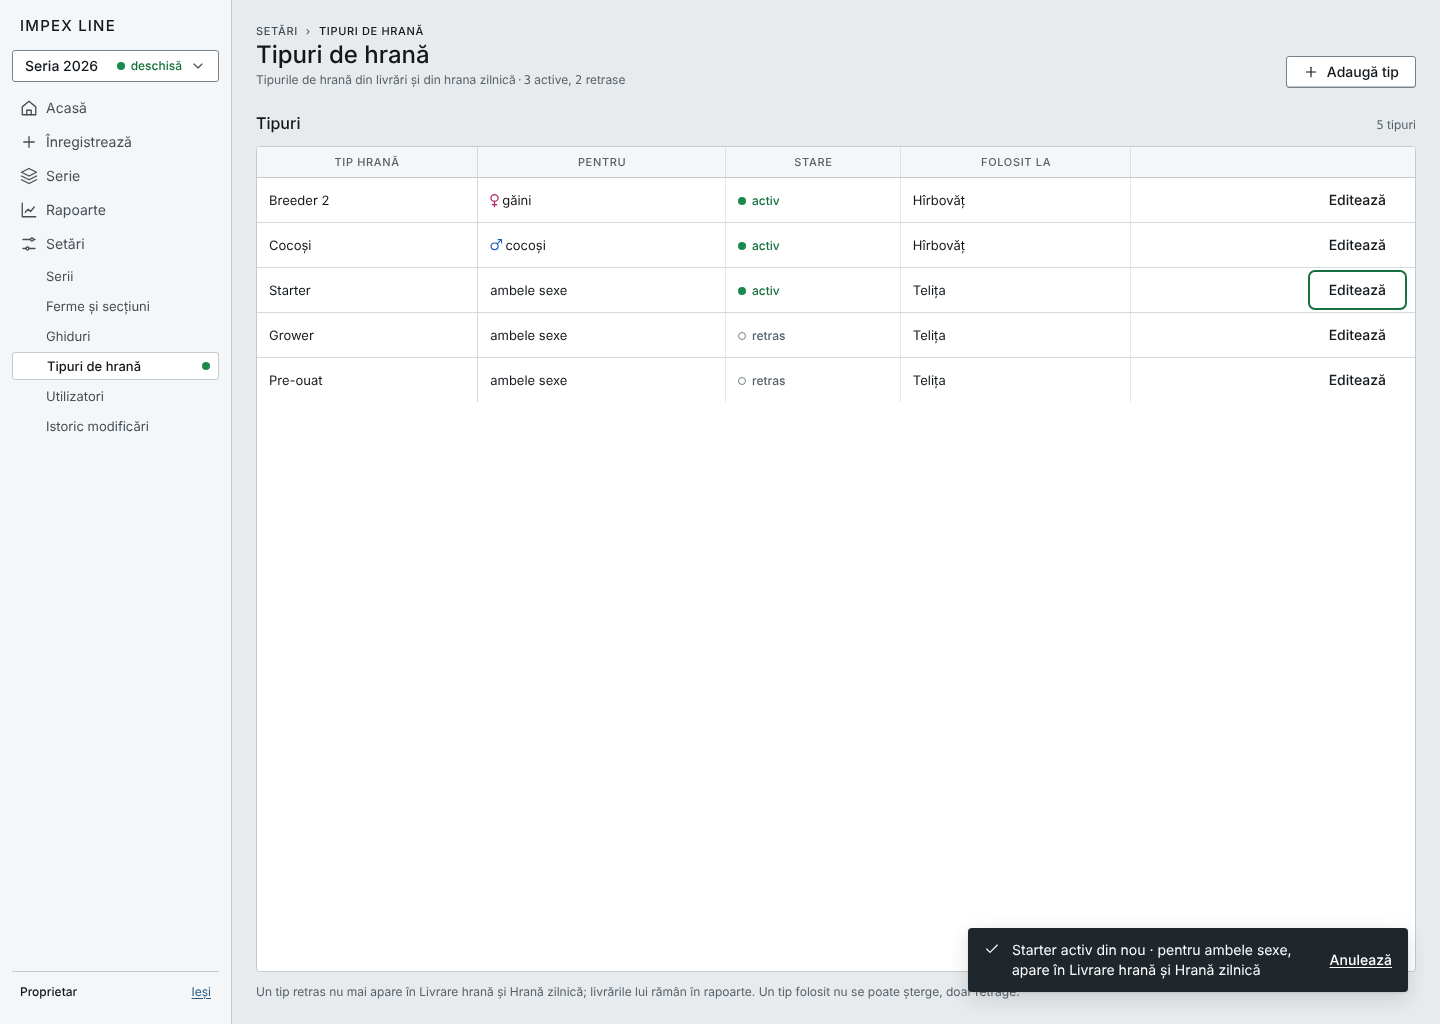 IMPEX LINE
Seria 2026 deschisă
Acasă
Înregistrează
Serie
Rapoarte
Setări
Serii
Ferme și secțiuni
Ghiduri
Tipuri de hrană
Utilizatori
Istoric modificări
Proprietar Ieși
SETĂRI › TIPURI DE HRANĂ
Tipuri de hrană
Tipurile de hrană din livrări și din hrana zilnică · 3 active, 2 retrase
Adaugă tip
Tipuri
5 tipuri
TIP HRANĂ PENTRU STARE FOLOSIT LA
Breeder 2 ♀ găini activ Hîrbovăț Editează
Cocoși ♂ cocoși activ Hîrbovăț Editează
Starter ambele sexe activ Telița Editează
Grower ambele sexe retras Telița Editează
Pre-ouat ambele sexe retras Telița Editează
Starter activ din nou · pentru ambele sexe,
apare în Livrare hrană și Hrană zilnică
Anulează
Un tip retras nu mai apare în Livrare hrană și Hrană zilnică; livrările lui rămân în rapoarte. Un tip folosit nu se poate șterge, doar retrage.